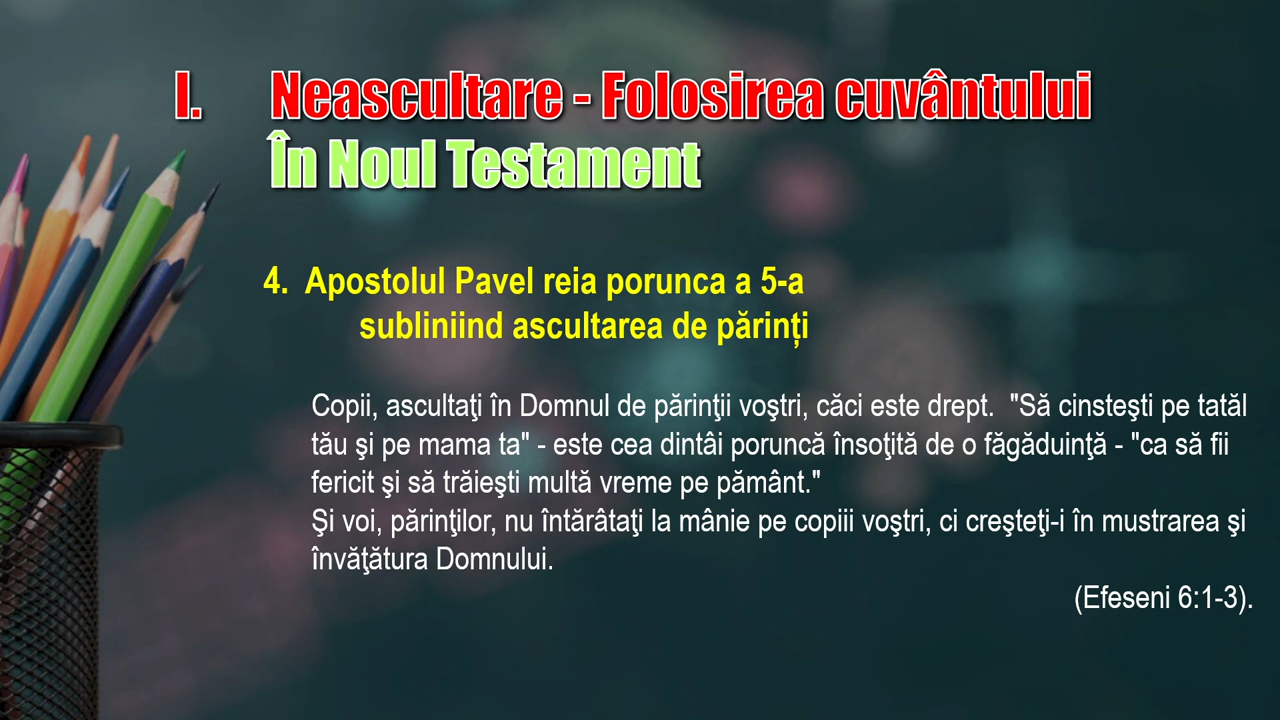 I. Neascultare - Folosirea cuvântului
În Noul Testament
4. Apostolul Pavel reia porunca a 5-a
subliniind ascultarea de părinți
Copii, ascultaţi în Domnul de părinţii voştri, căci este drept. "Să cinsteşti pe tatăl
tău şi pe mama ta" - este cea dintâi poruncă însoţită de o făgăduinţă - "ca să fii
fericit şi să trăieşti multă vreme pe pământ."
Şi voi, părinţilor, nu întărâtaţi la mânie pe copiii voştri, ci creşteţi-i în mustrarea şi
învăţătura Domnului.
(Efeseni 6:1-3).